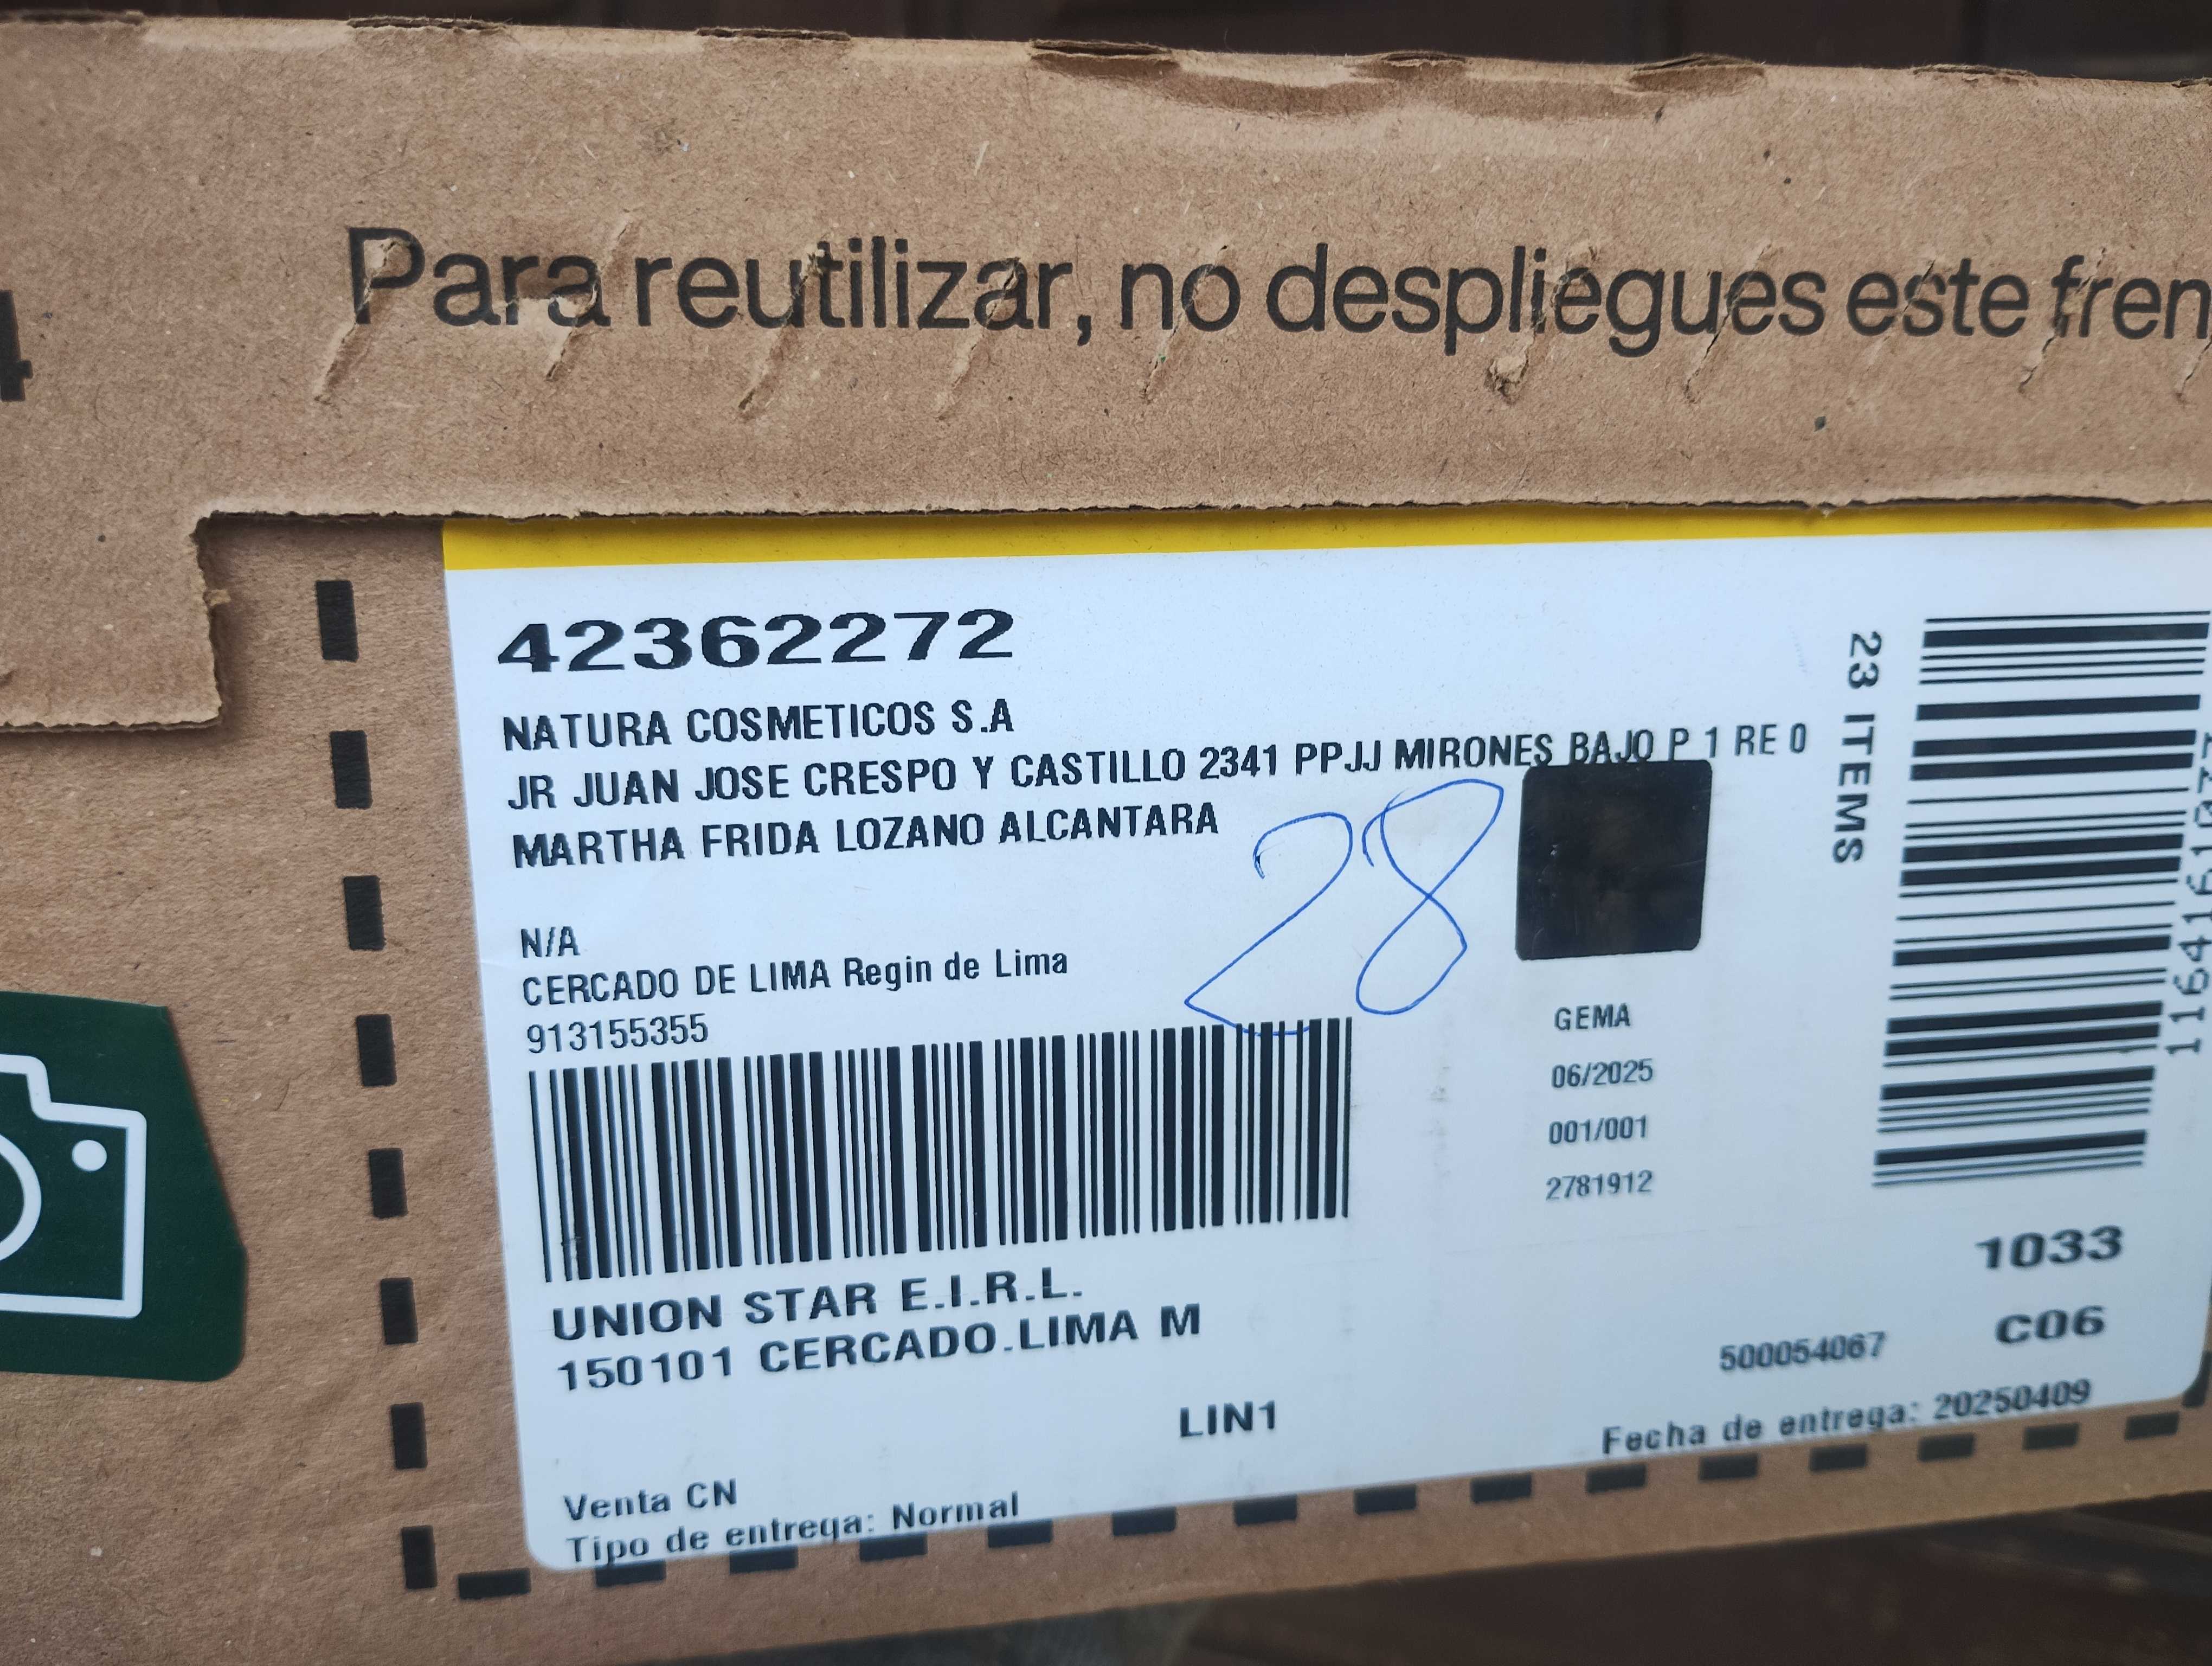 Para reutilizar, no despliegues este fren
42362272
NATURA COSMETICOS S.A
JR JUAN JOSE CRESPO Y CASTILLO 2341 PPJJ MIRONES BAJO P 1 RE 0
MARTHA FRIDA LOZANO ALCANTARA
28
N/A
CERCADO DE LIMA Regin de Lima
913155355
23 ITEMS
GEMA
06/2025
001/001
2781912
UNION STAR E.I.R.L.
150101 CERCADO.LIMA M
1033
C06
500054067
LIN1
Fecha de entrega: 20250409
Venta CN
Tipo de entrega: Normal